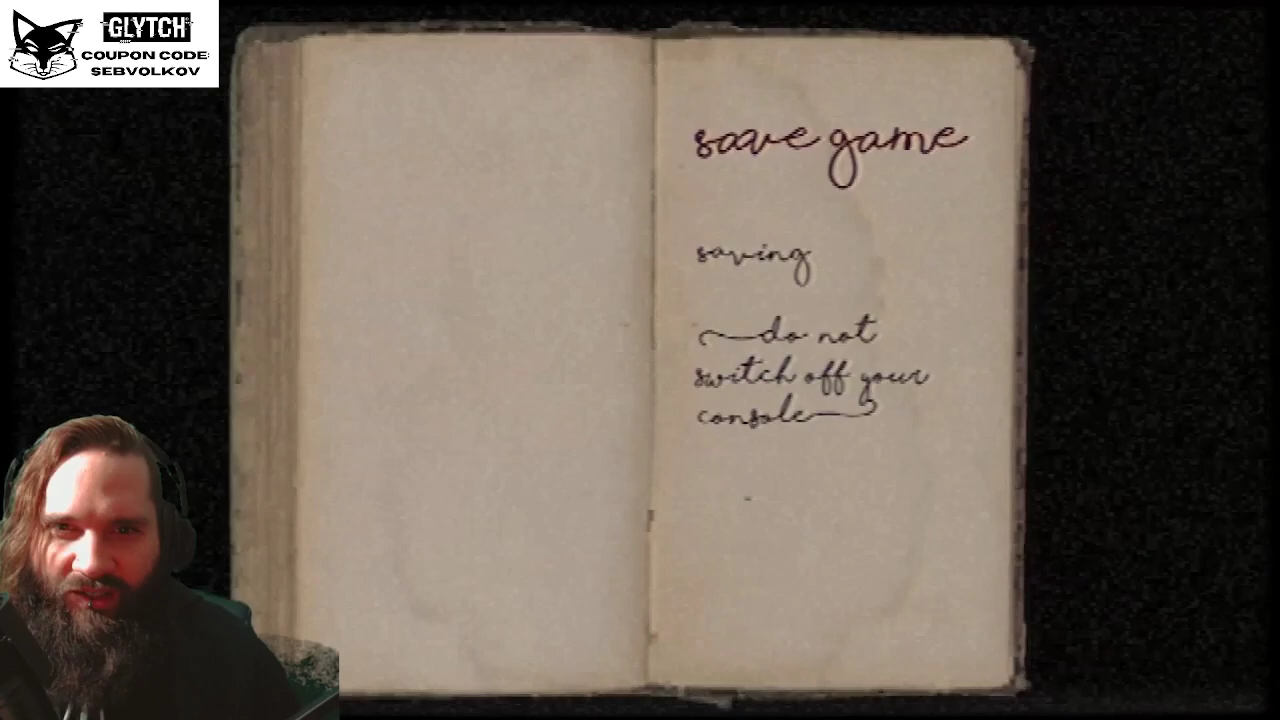 GLYTCH
COUPON CODE
SEBVOLKOV
save game
saving
do not
switch off your
console